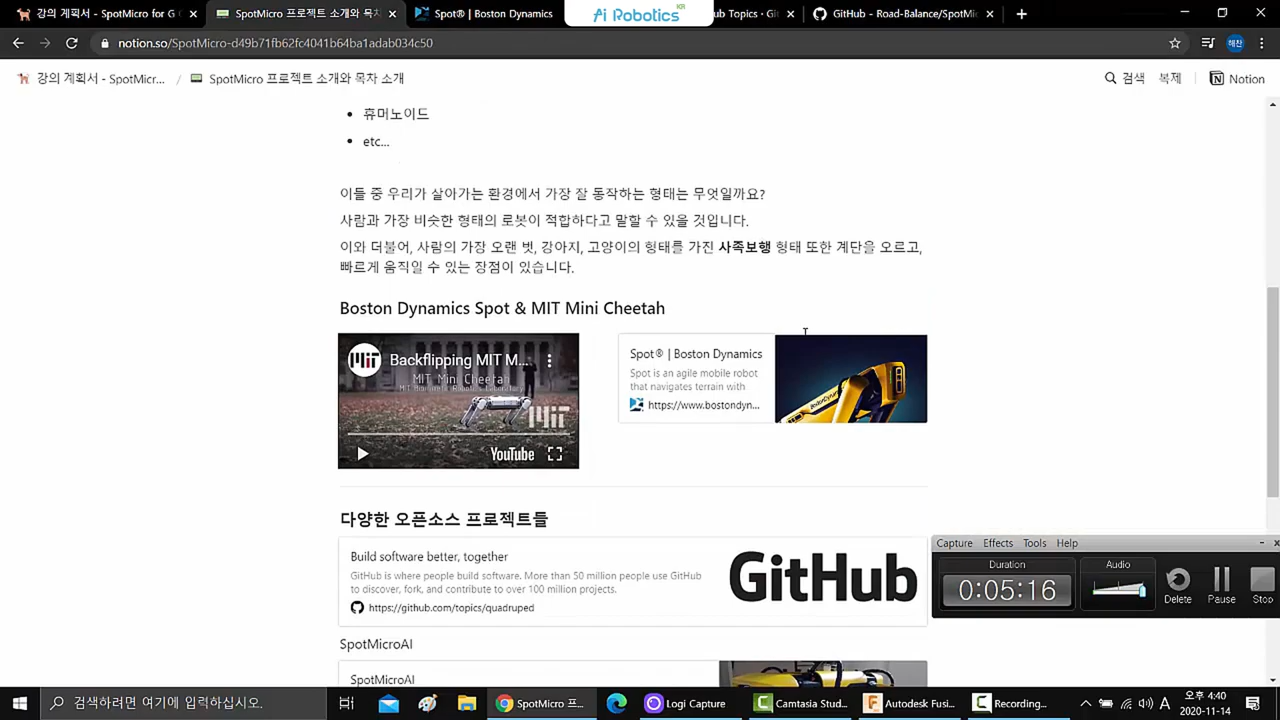 강의 계획서 - SpotMicro for G
SpotMicro 프로젝트 소개와 목차
Spot® | Boston Dynamics
Ai Robotics KR
ub Topics · Git
GitHub - Road-Balance/SpotMic
notion.so/SpotMicro-d49b71fb62fc4041b64ba1adab034c50
해찬
강의 계획서 - SpotMicr... / SpotMicro 프로젝트 소개와 목차 소개
검색 복제 Notion
휴머노이드
etc...
이들 중 우리가 살아가는 환경에서 가장 잘 동작하는 형태는 무엇일까요?
사람과 가장 비슷한 형태의 로봇이 적합하다고 말할 수 있을 것입니다.
이와 더불어, 사람의 가장 오랜 벗, 강아지, 고양이의 형태를 가진 사족보행 형태 또한 계단을 오르고,
빠르게 움직일 수 있는 장점이 있습니다.
Boston Dynamics Spot & MIT Mini Cheetah
Backflipping MIT M...
MIT Mini Cheetah
MIT Biomimetic Robotics Laboratory
MIT
YouTube
Spot® | Boston Dynamics
Spot is an agile mobile robot
that navigates terrain with
https://www.bostondyn...
BostonDynamics
다양한 오픈소스 프로젝트들
Build software better, together
GitHub is where people build software. More than 50 million people use GitHub
to discover, fork, and contribute to over 100 million projects.
https://github.com/topics/quadruped
GitHub
SpotMicroAI
SpotMicroAI
Capture Effects Tools Help
Duration
0:05:16
Audio
Delete Pause Stop
검색하려면 여기에 입력하십시오.
SpotMicro 프...
Logi Capture
Camtasia Stud...
Autodesk Fusi...
Recording...
A
오후 4:40
2020-11-14